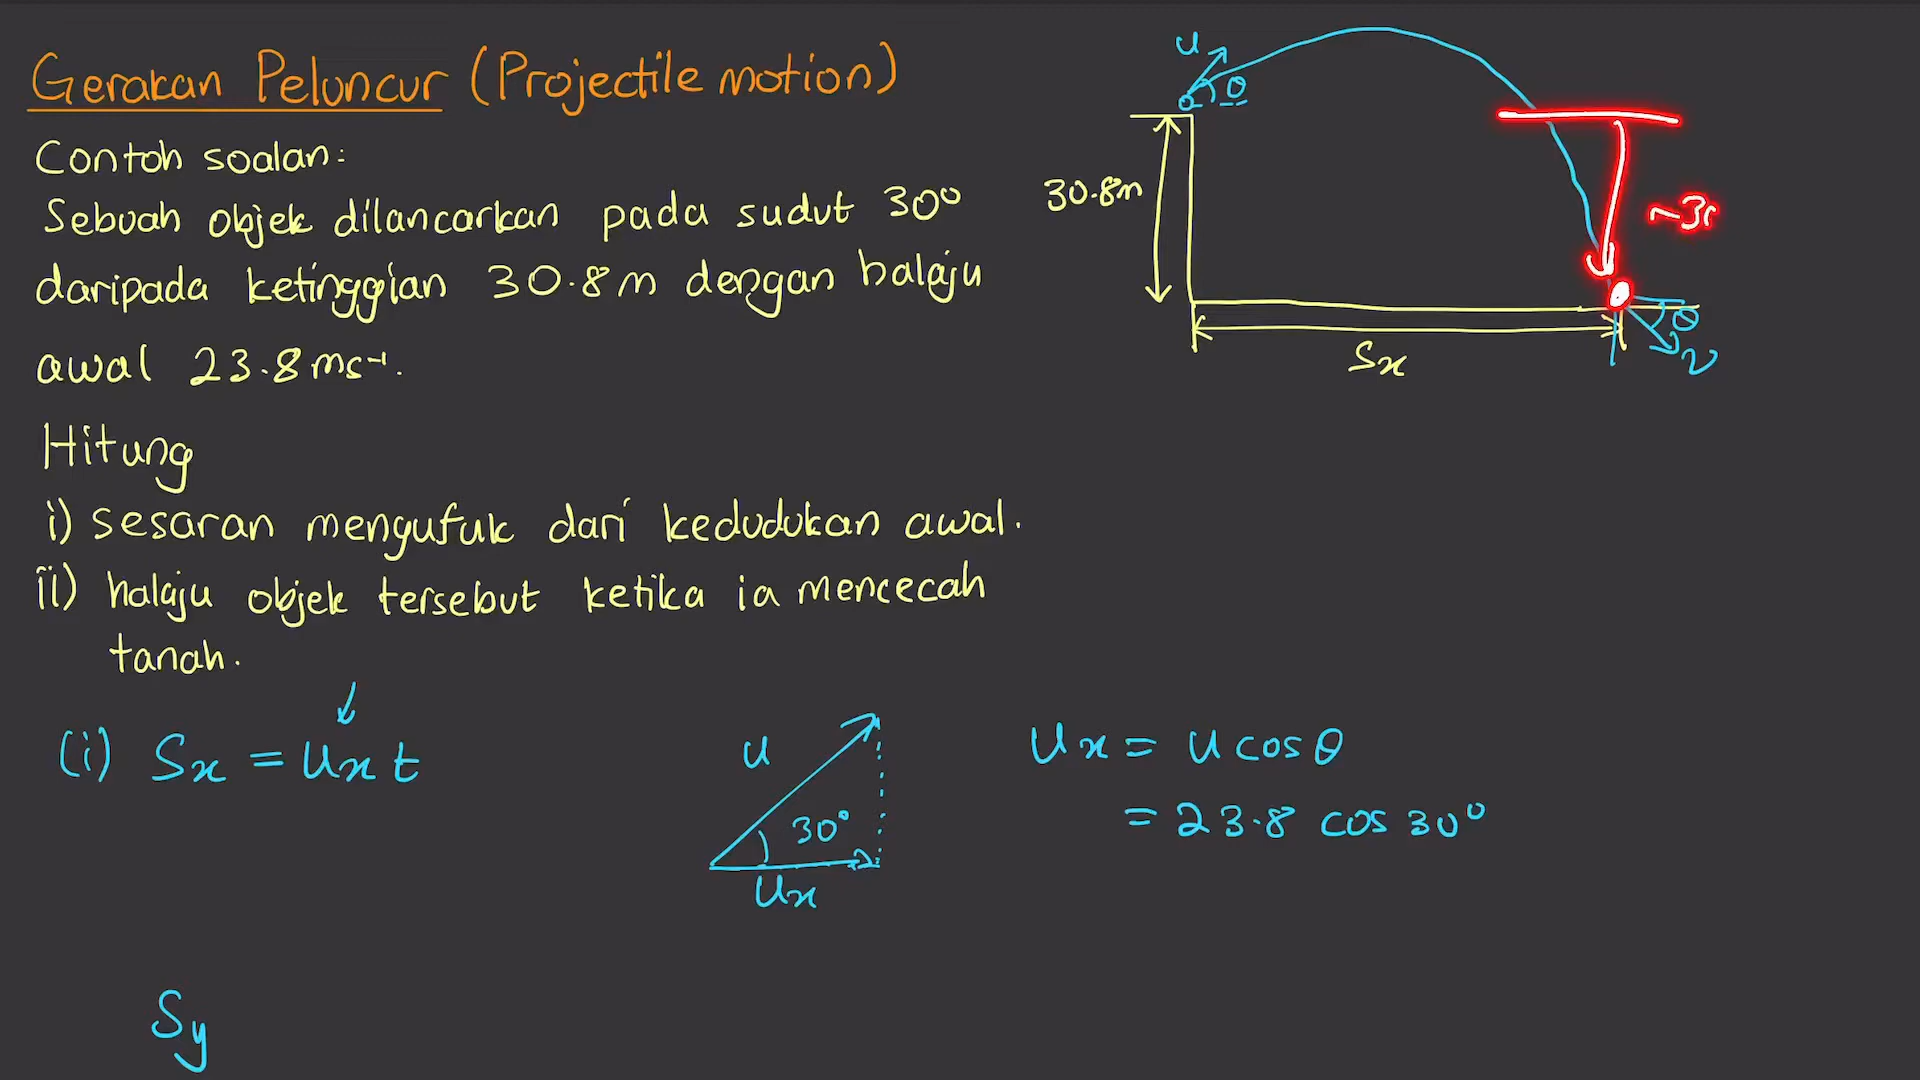 Gerakan Peluncur (Projectile motion)
Contoh soalan:
Sebuah objek dilancarkan pada sudut 30°
daripada ketinggian 30.8m dengan halaju
awal 23.8 ms⁻¹.
Hitung
i) sesaran mengufuk dari kedudukan awal.
ii) halaju objek tersebut ketika ia mencecah
tanah.
u
θ
30.8m
-3
θ
v
Sx
(i) Sx = Ux t
u
30°
Ux
Ux = u cos θ
= 23.8 cos 30°
Sy